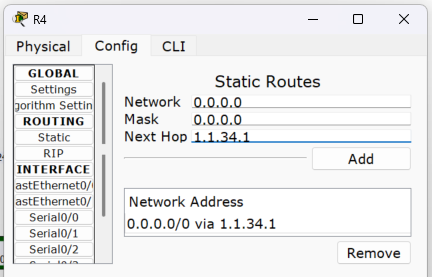 R4
Physical
Config
CLI
GLOBAL
Settings
gorithm Settin
ROUTING
Static
RIP
INTERFACE
astEthernet0/
astEthernet0/
Serial0/0
Serial0/1
Serial0/2
Static Routes
Network 0.0.0.0
Mask 0.0.0.0
Next Hop 1.1.34.1
Add
Network Address
0.0.0.0/0 via 1.1.34.1
Remove